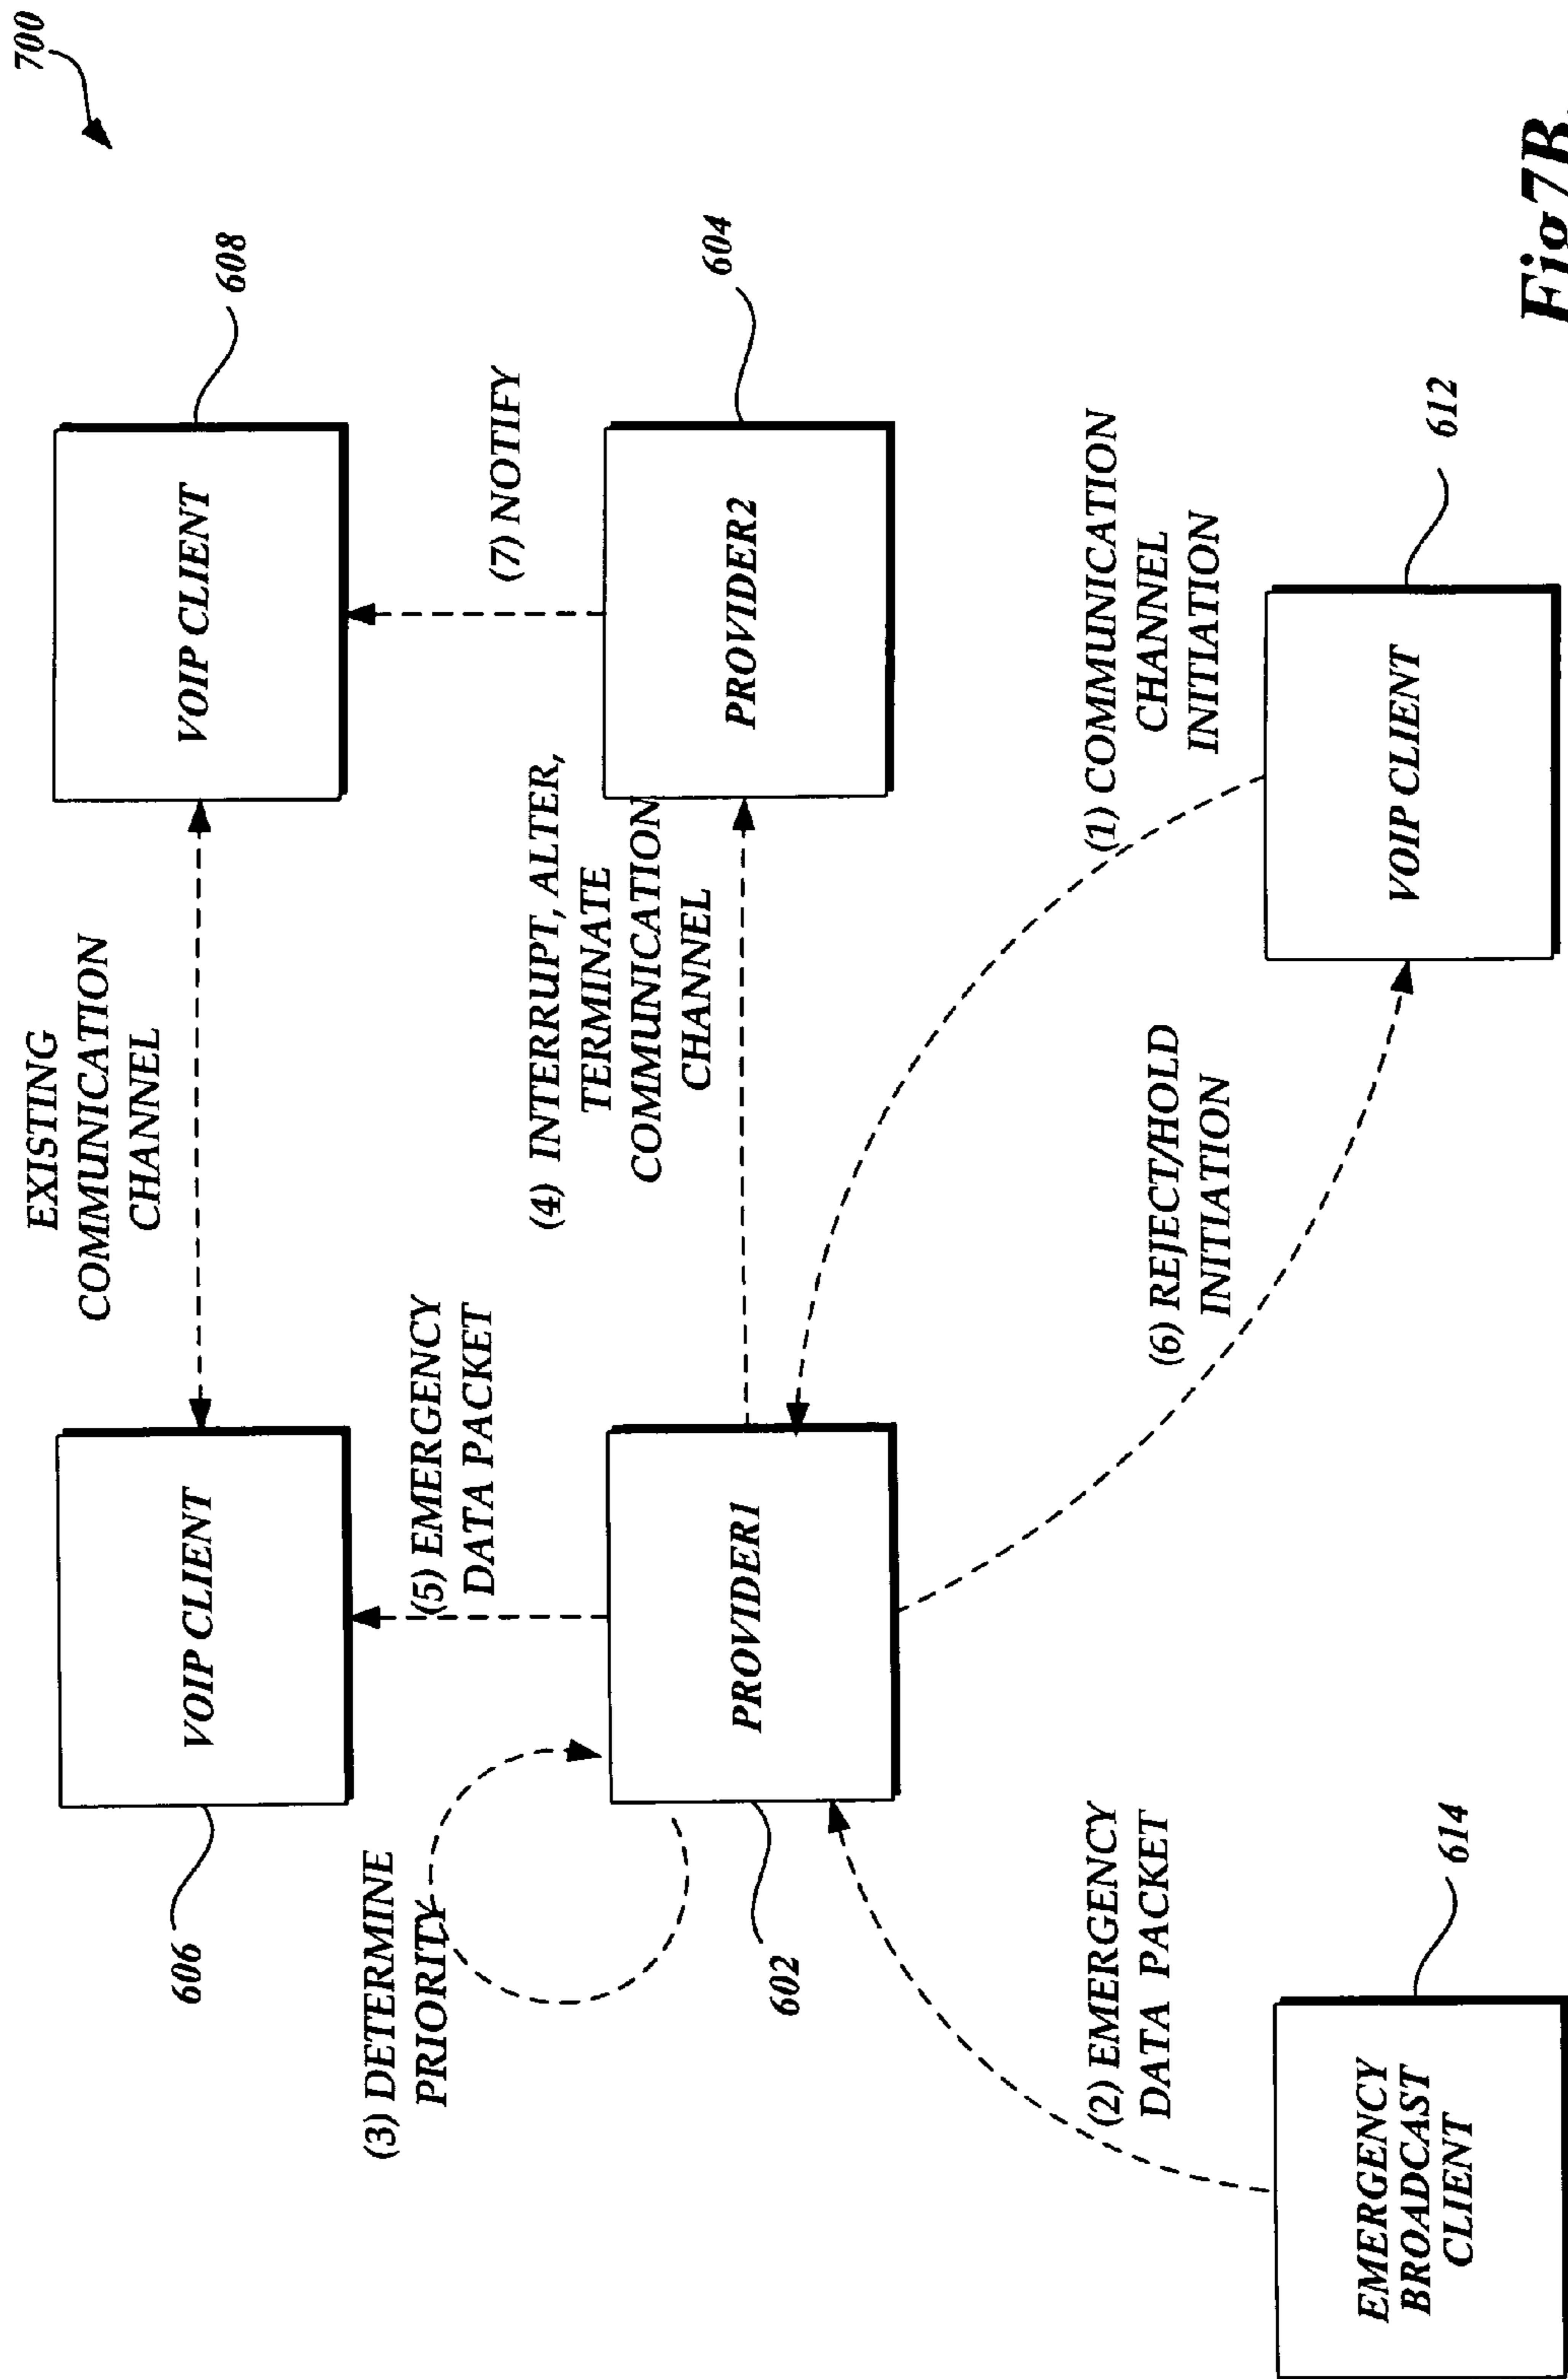 700
EXISTING
COMMUNICATION
CHANNEL
606
VOIP CLIENT
VOIP CLIENT
608
(3) DETERMINE
PRIORITY
(5) EMERGENCY
DATA PACKET
(4) INTERRUPT, ALTER,
TERMINATE
COMMUNICATION
CHANNEL
(7) NOTIFY
602
PROVIDER1
PROVIDER2
604
(2) EMERGENCY
DATA PACKET
(6) REJECT/HOLD
INITIATION
(1) COMMUNICATION
CHANNEL
INITIATION
EMERGENCY
BROADCAST
CLIENT
614
VOIP CLIENT
612
Fig. 7B.